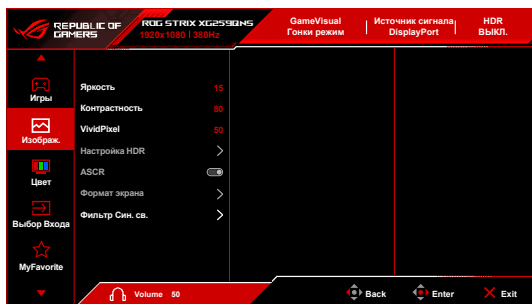 REPUBLIC OF
GAMERS
ROG STRIX XG259QNS
1920x1080 | 380Hz
GameVisual
Гонки режим
Источник сигнала
DisplayPort
HDR
ВЫКЛ.
Игры
Изображ.
Цвет
Выбор Входа
MyFavorite
Яркость 15
Контрастность 80
VividPixel 50
Настройка HDR
ASCR
Формат экрана
Фильтр Син. св.
Volume 50
Back
Enter
Exit